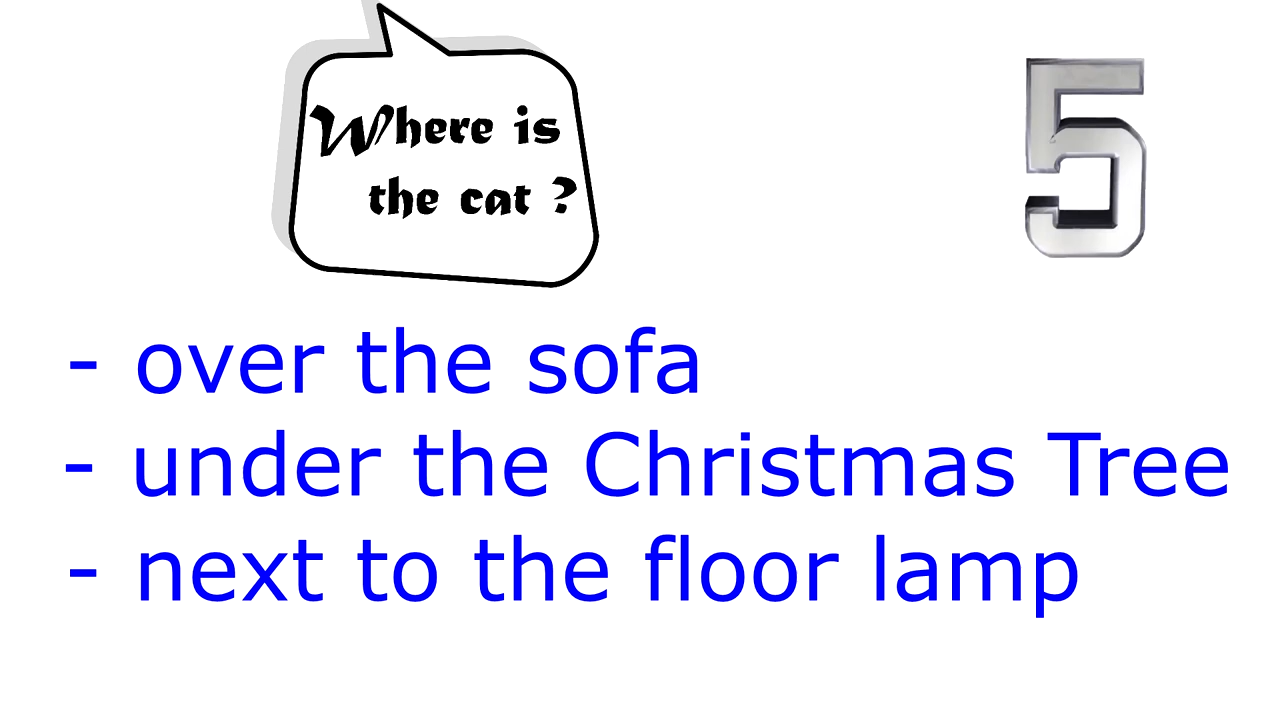 Where is
the cat ?
5
- over the sofa
- under the Christmas Tree
- next to the floor lamp